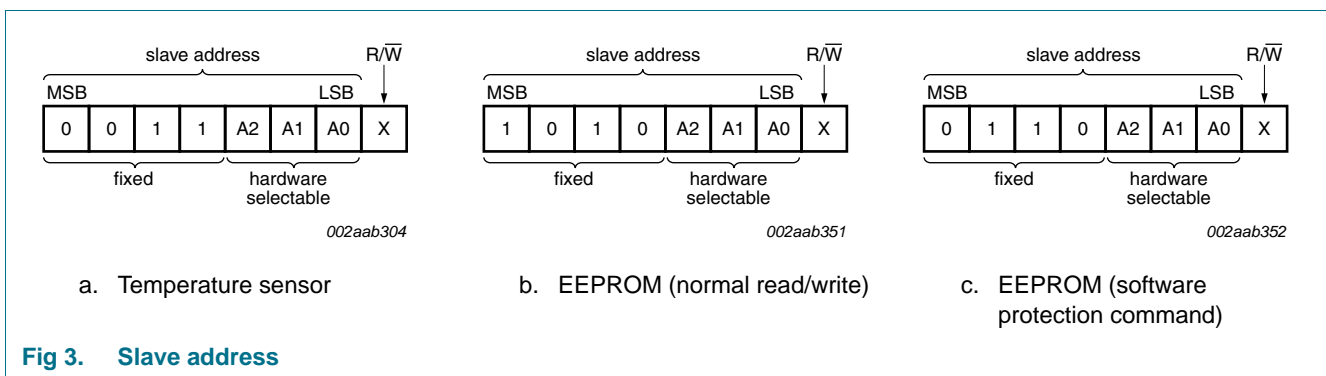 slave address R/W̅
MSB LSB
0 0 1 1 A2 A1 A0 X
fixed hardware
selectable
002aab304
a. Temperature sensor
slave address R/W̅
MSB LSB
1 0 1 0 A2 A1 A0 X
fixed hardware
selectable
002aab351
b. EEPROM (normal read/write)
slave address R/W̅
MSB LSB
0 1 1 0 A2 A1 A0 X
fixed hardware
selectable
002aab352
c. EEPROM (software
protection command)
Fig 3. Slave address